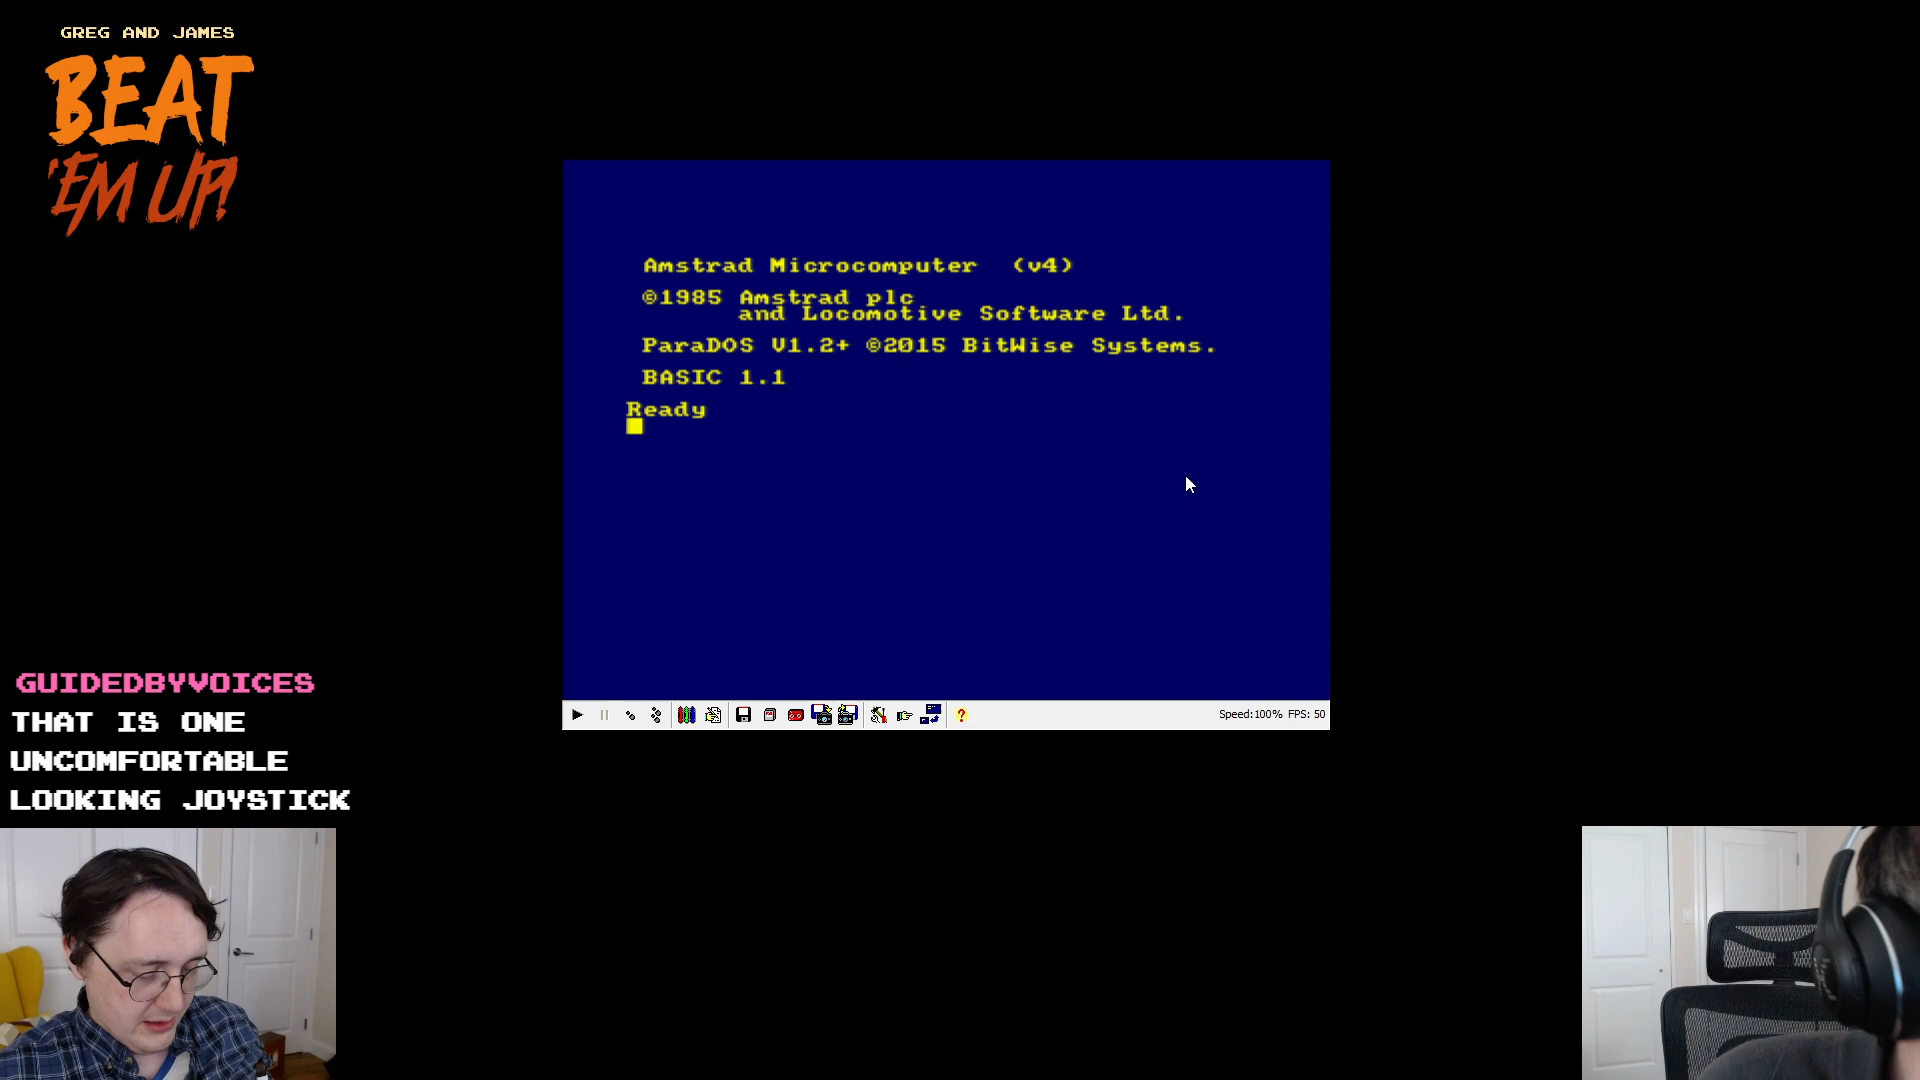 GREG AND JAMES
BEAT
'EM UP!
Amstrad Microcomputer (v4)
©1985 Amstrad plc
and Locomotive Software Ltd.
ParaDOS V1.2+ ©2015 BitWise Systems.
BASIC 1.1
Ready
Speed:100% FPS: 50
GUIDEDBYVOICES
THAT IS ONE
UNCOMFORTABLE
LOOKING JOYSTICK